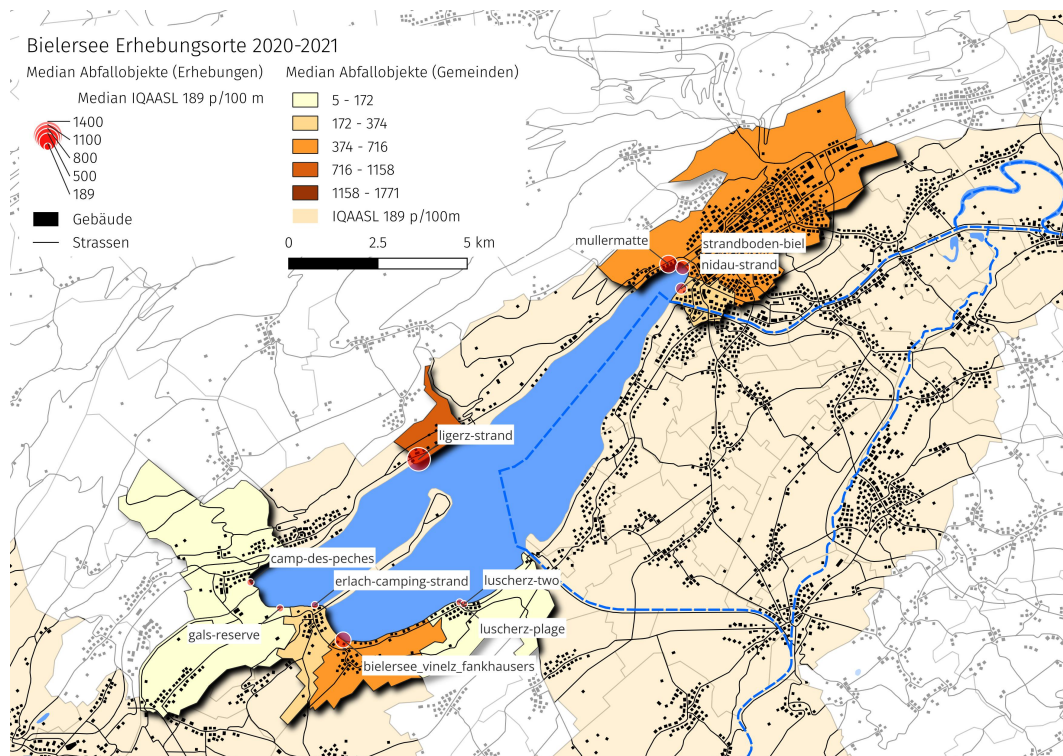 Bielersee Erhebungsorte 2020-2021
Median Abfallobjekte (Erhebungen)
Median IQAASL 189 p/100 m
1400
1100
800
500
189
Gebäude
Strassen
Median Abfallobjekte (Gemeinden)
5 - 172
172 - 374
374 - 716
716 - 1158
1158 - 1771
IQAASL 189 p/100m
0 2.5 5 km
mullermatte
strandboden-biel
nidau-strand
ligerz-strand
camp-des-peches
erlach-camping-strand
luscherz-two
gals-reserve
luscherz-plage
bielersee_vinelz_fankhausers